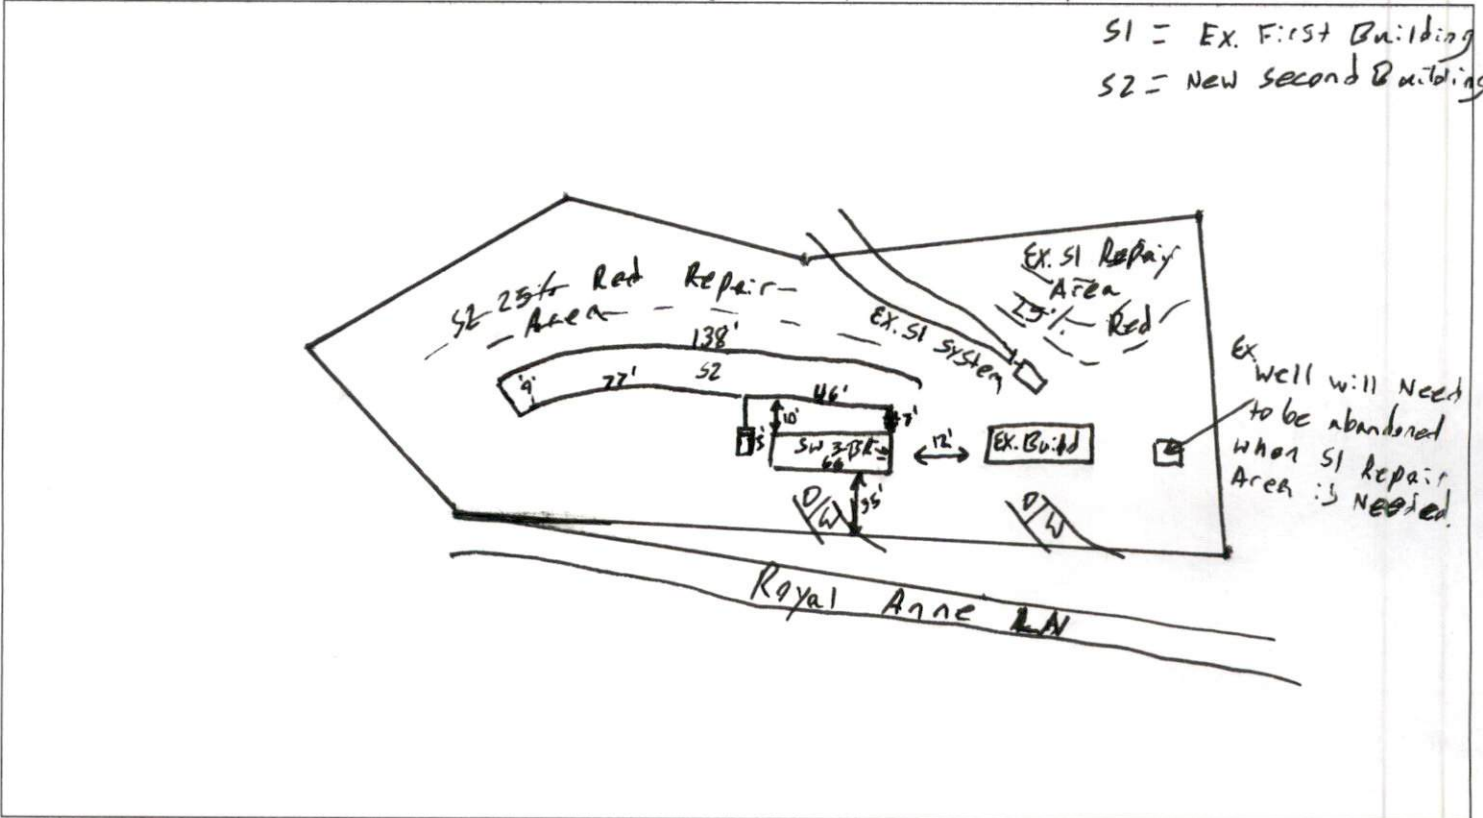 S1 = Ex. First Building
S2 = New Second Building
S2 25% Red Repair
Area
138'
S2
9'
77'
46'
10'
7'
5'
SW 3-BR
66
12'
35'
D/W
Ex. S1 System
Ex. S1 Repair
Area
25% Red
Ex. Build
D/W
Ex.
Well will Need
to be abandoned
when S1 Repair
Area is Needed.
Royal Anne LN